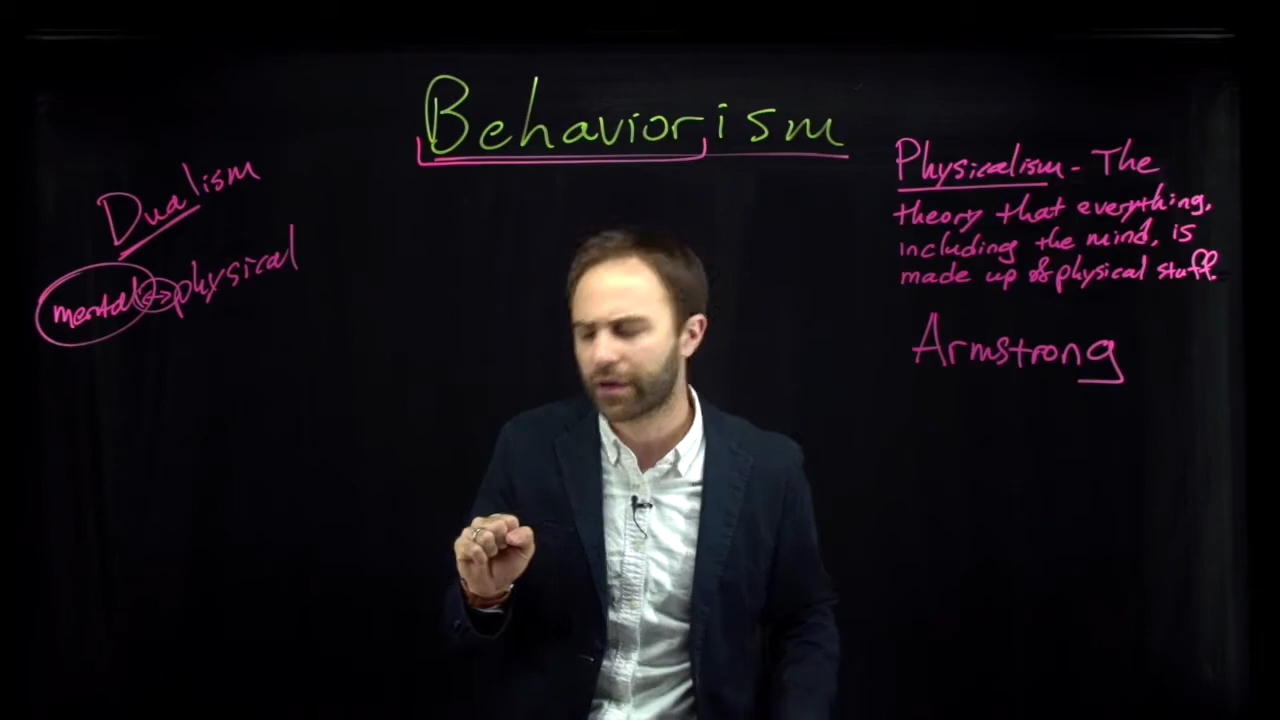 Behaviorism
Dualism
mental <-> physical
Physicalism - The
theory that everything,
including the mind, is
made up of physical stuff.
Armstrong